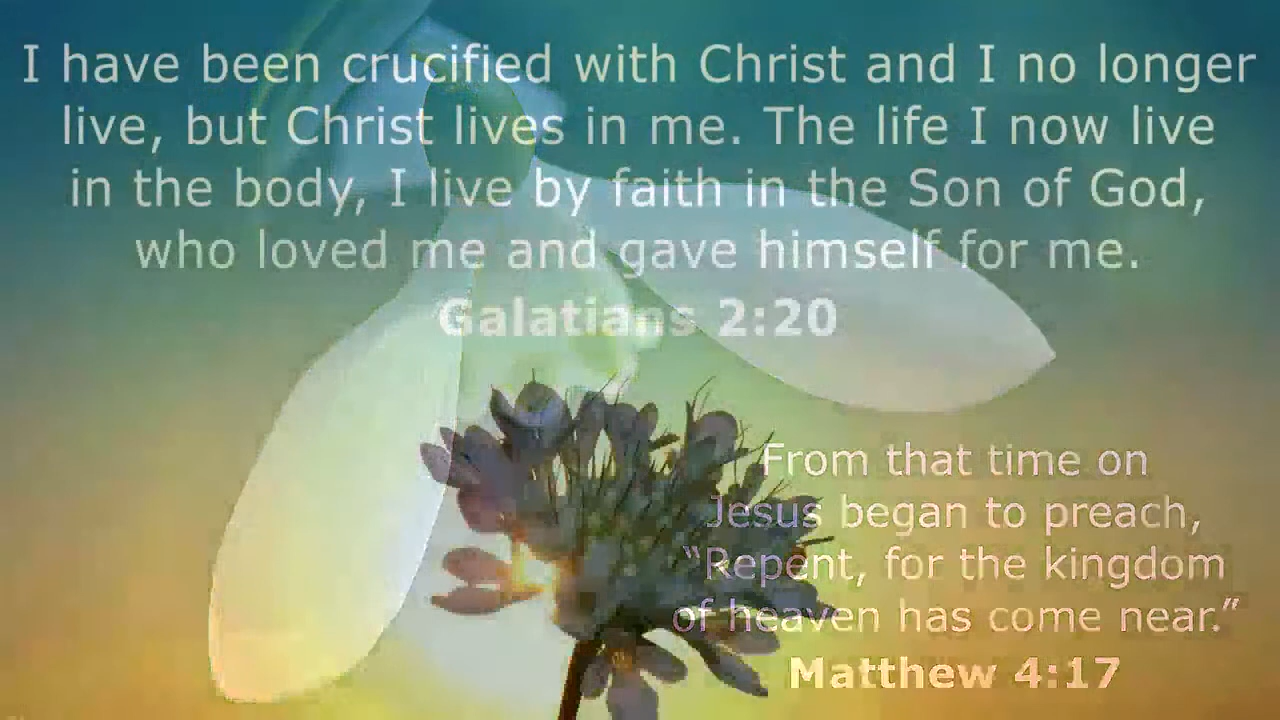 I have been crucified with Christ and I no longer
live, but Christ lives in me. The life I now live
in the body, I live by faith in the Son of God,
who loved me and gave himself for me.
Galatians 2:20
From that time on
Jesus began to preach,
“Repent, for the kingdom
of heaven has come near.”
Matthew 4:17